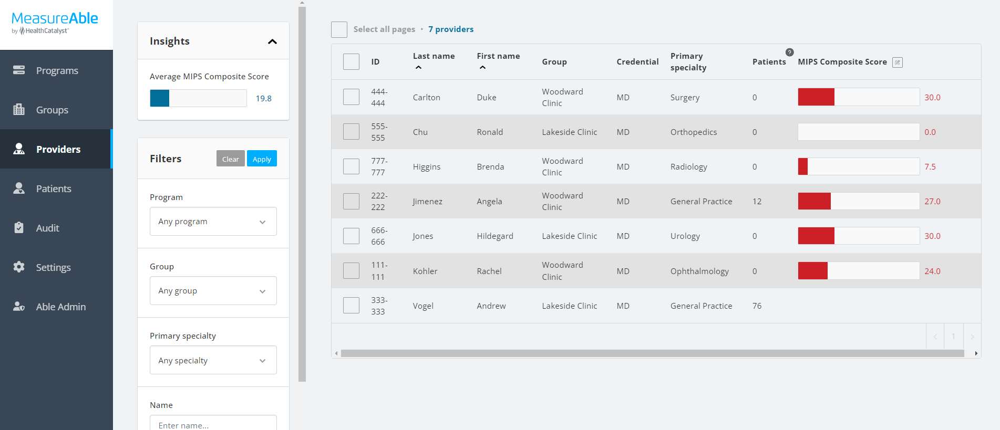 MeasureAble
by HealthCatalyst®
Programs
Groups
Providers
Patients
Audit
Settings
Able Admin
Insights
Average MIPS Composite Score
19.8
Filters
Clear
Apply
Program
Any program
Group
Any group
Primary specialty
Any specialty
Name
Enter name...
Select all pages • 7 providers
ID
Last name
First name
Group
Credential
Primary
specialty
Patients
?
MIPS Composite Score
444-
444
Carlton
Duke
Woodward
Clinic
MD
Surgery
0
30.0
555-
555
Chu
Ronald
Lakeside Clinic
MD
Orthopedics
0
0.0
777-
777
Higgins
Brenda
Woodward
Clinic
MD
Radiology
0
7.5
222-
222
Jimenez
Angela
Woodward
Clinic
MD
General Practice
12
27.0
666-
666
Jones
Hildegard
Lakeside Clinic
MD
Urology
0
30.0
111-
111
Kohler
Rachel
Woodward
Clinic
MD
Ophthalmology
0
24.0
333-
333
Vogel
Andrew
Lakeside Clinic
MD
General Practice
76
1